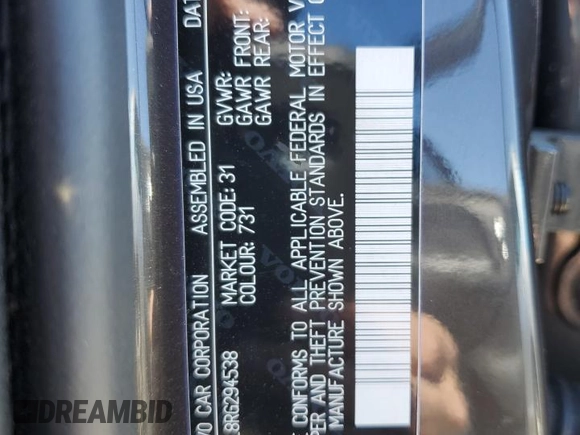 VO CAR CORPORATION ASSEMBLED IN USA DAT
8RG294538 MARKET CODE: 31 GVWR:
COLOUR: 731 GAWR FRONT:
GAWR REAR:
CONFORMS TO ALL APPLICABLE FEDERAL MOTOR V
PER AND THEFT PREVENTION STANDARDS IN EFFECT O
MANUFACTURE SHOWN ABOVE.
DREAMBID